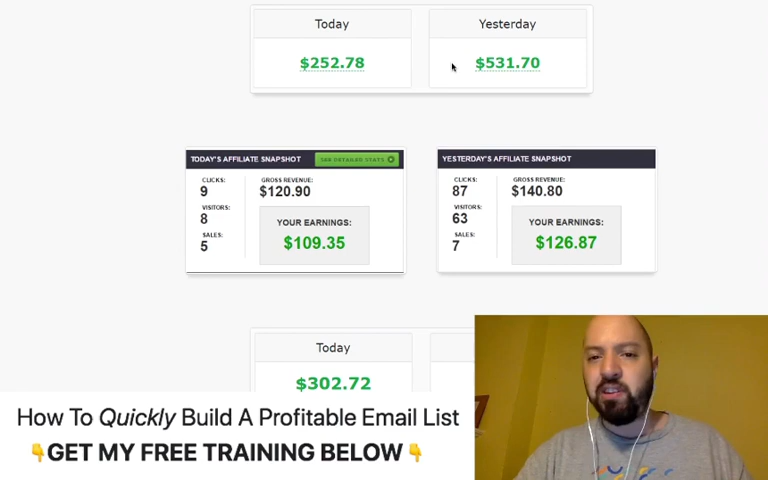 Today
Yesterday
$252.78
$531.70
TODAY'S AFFILIATE SNAPSHOT
SEE DETAILED STATS
YESTERDAY'S AFFILIATE SNAPSHOT
CLICKS:
9
GROSS REVENUE:
$120.90
VISITORS:
8
SALES:
5
YOUR EARNINGS:
$109.35
CLICKS:
87
GROSS REVENUE:
$140.80
VISITORS:
63
SALES:
7
YOUR EARNINGS:
$126.87
Today
$302.72
How To Quickly Build A Profitable Email List
👇GET MY FREE TRAINING BELOW👇